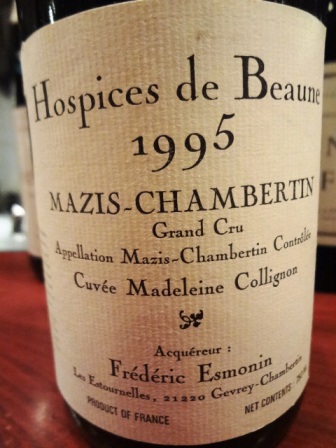 Hospices de Beaune
1995
MAZIS-CHAMBERTIN
Grand Cru
Appellation Mazis-Chambertin Contrôlée
Cuvée Madeleine Collignon
Acquéreur :
Frédéric Esmonin
Les Estournelles, 21220 Gevrey-Chambertin
PRODUCT OF FRANCE
NET CONTENTS :